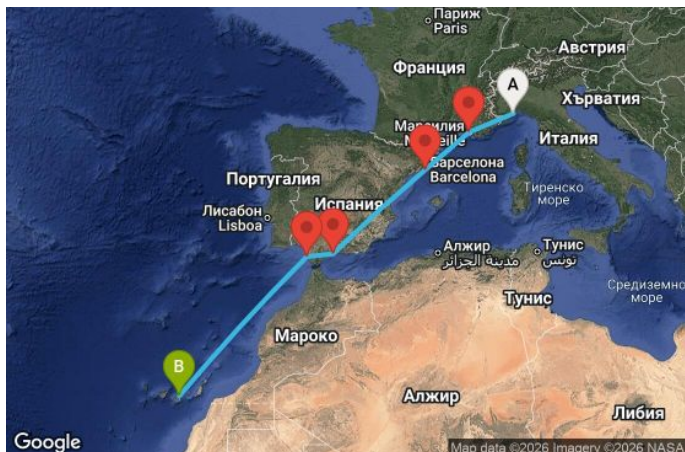 Париж
Paris
Австрия
Франция
A
Хърватия
Марсилия
Marseille
Италия
Барселона
Barcelona
Португалия
Тиренско
море
Испания
Лисабон
Lisboa
Алжир
مدينة الجزائر
Тунис
تونس
Средиземно
море
Тунис
Мароко
B
Алжир
Либия
Google
Map data ©2026 Imagery ©2026 NASA